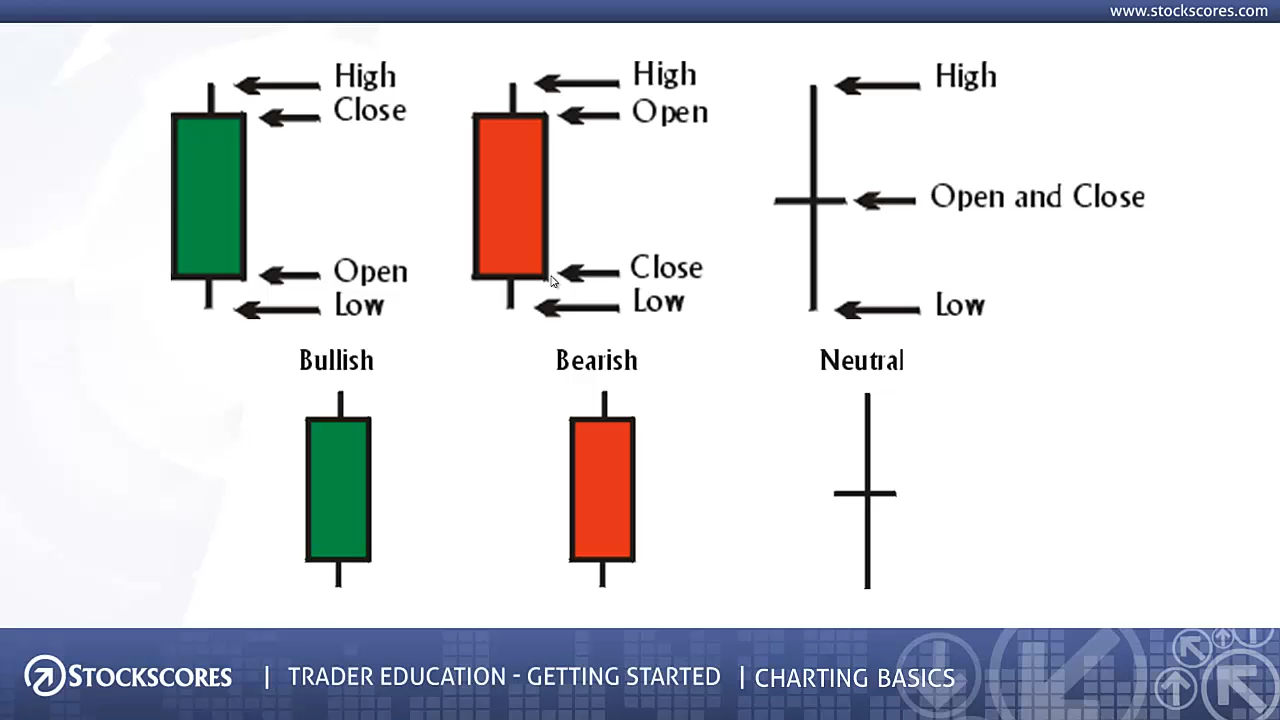 www.stockscores.com
High
Close
Open
Low
High
Open
Close
Low
High
Open and Close
Low
Bullish
Bearish
Neutral
STOCKSCORES | TRADER EDUCATION - GETTING STARTED | CHARTING BASICS